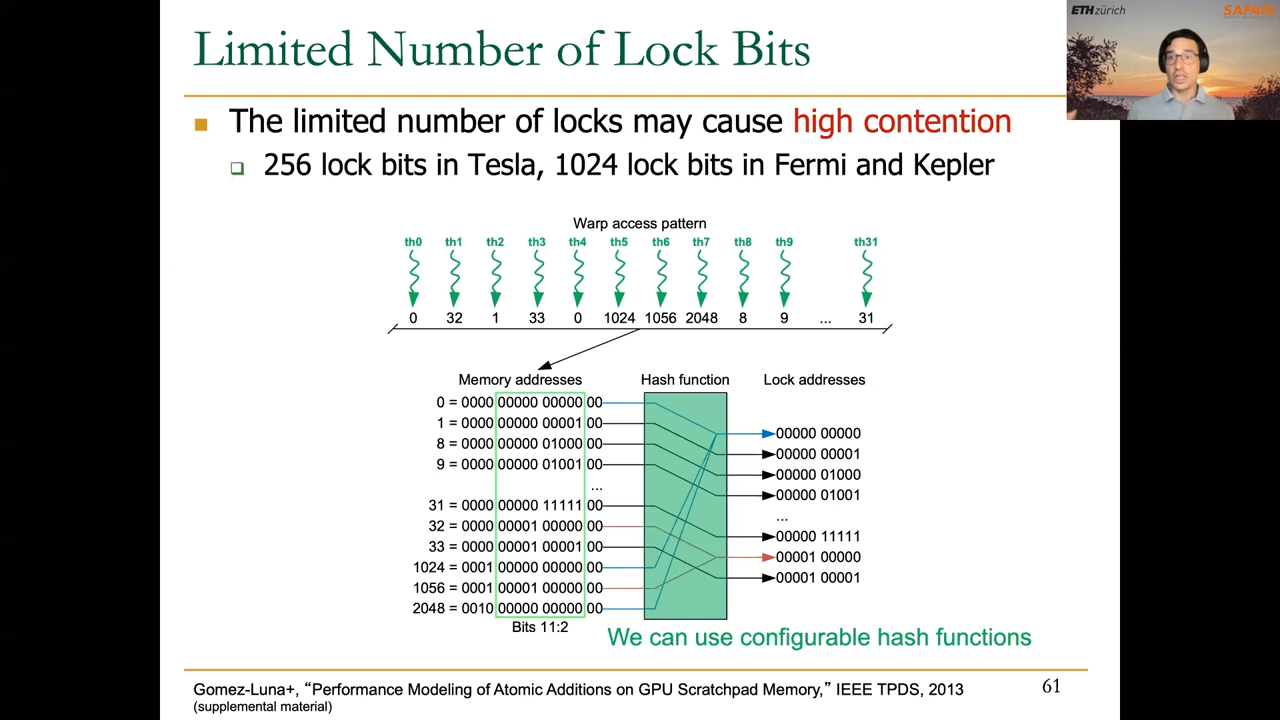 ETHzürich
SAFARI
Limited Number of Lock Bits
The limited number of locks may cause high contention
256 lock bits in Tesla, 1024 lock bits in Fermi and Kepler
Warp access pattern
th0 th1 th2 th3 th4 th5 th6 th7 th8 th9 th31
0 32 1 33 0 1024 1056 2048 8 9 ... 31
Memory addresses Hash function Lock addresses
0 = 0000 00000 00000 00
1 = 0000 00000 00001 00
8 = 0000 00000 01000 00
9 = 0000 00000 01001 00
...
31 = 0000 00000 11111 00
32 = 0000 00001 00000 00
33 = 0000 00001 00001 00
1024 = 0001 00000 00000 00
1056 = 0001 00001 00000 00
2048 = 0010 00000 00000 00
Bits 11:2
00000 00000
00000 00001
00000 01000
00000 01001
...
00000 11111
00001 00000
00001 00001
We can use configurable hash functions
Gomez-Luna+, “Performance Modeling of Atomic Additions on GPU Scratchpad Memory,” IEEE TPDS, 2013
(supplemental material)
61